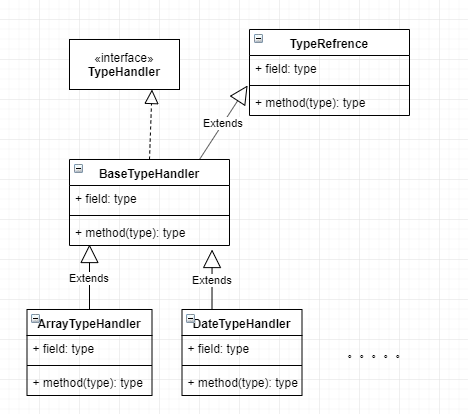 TypeRefrence
+ field: type
+ method(type): type
«interface»
TypeHandler
Extends
BaseTypeHandler
+ field: type
+ method(type): type
Extends
Extends
ArrayTypeHandler
+ field: type
+ method(type): type
DateTypeHandler
+ field: type
+ method(type): type